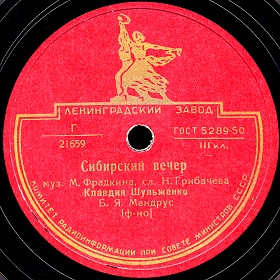 ЛЕНИНГРАДСКИЙ ЗАВОД
Г
21659
ГОСТ 5289-50
III кл.
Сибирский вечер
муз. М. Фрадкина, сл. Н. Грибачева
Клавдия Шульженко
Б. Я. Мандрус
[ф-но]
КОМИТЕТ РАДИОИНФОРМАЦИИ ПРИ СОВЕТЕ МИНИСТРОВ СССР